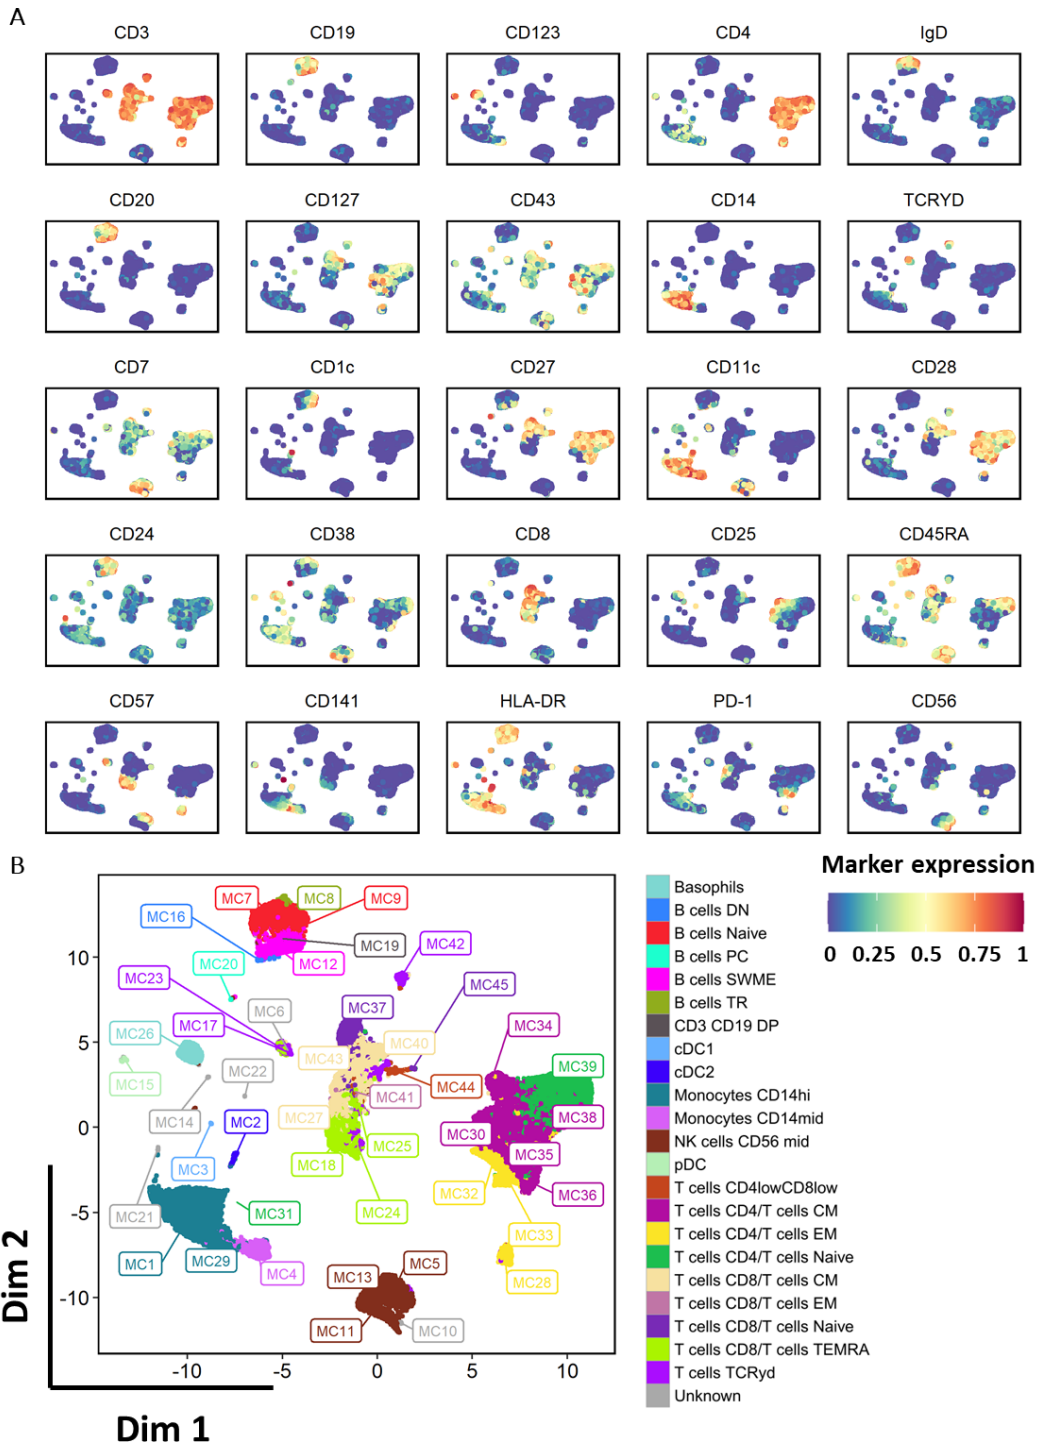 A
CD3 CD19 CD123 CD4 IgD
CD20 CD127 CD43 CD14 TCRYD
CD7 CD1c CD27 CD11c CD28
CD24 CD38 CD8 CD25 CD45RA
CD57 CD141 HLA-DR PD-1 CD56
B
Marker expression
0 0.25 0.5 0.75 1
MC7 MC8 MC9
MC16
MC19 MC42
MC20 MC12
MC23 MC45
MC6 MC37
MC17 MC34
MC26
MC43 MC40
MC39
MC15 MC22
MC44
MC41
MC14 MC2 MC27 MC38
MC30
MC25 MC35
MC3 MC18
MC32 MC36
MC21 MC31 MC24
MC33
MC1 MC29 MC4
MC13 MC5
MC28
MC11 MC10
10
5
0
-5
-10
-10 -5 0 5 10
Dim 2
Dim 1
Basophils
B cells DN
B cells Naive
B cells PC
B cells SWME
B cells TR
CD3 CD19 DP
cDC1
cDC2
Monocytes CD14hi
Monocytes CD14mid
NK cells CD56 mid
pDC
T cells CD4lowCD8low
T cells CD4/T cells CM
T cells CD4/T cells EM
T cells CD4/T cells Naive
T cells CD8/T cells CM
T cells CD8/T cells EM
T cells CD8/T cells Naive
T cells CD8/T cells TEMRA
T cells TCRyd
Unknown